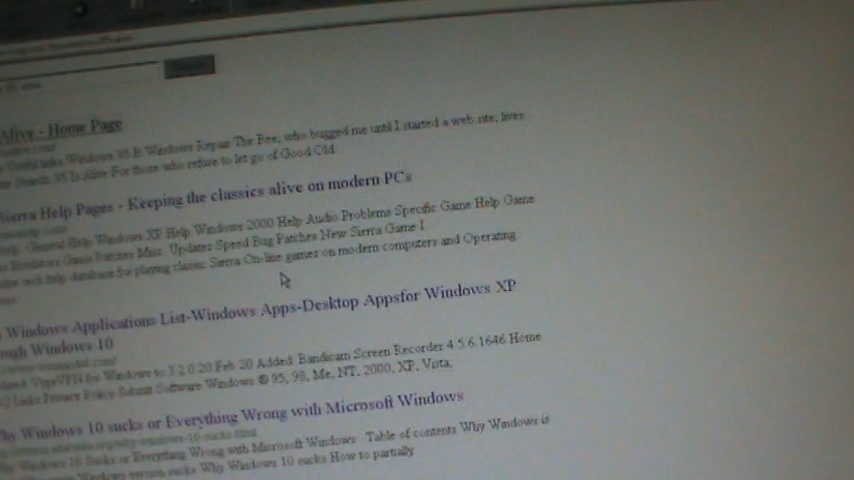 Alive - Home Page
Useful links Windows 95 B Windows Repair The Bee, who bugged me until I started a web site, lives
Search 95 Is Alive For those who refuse to let go of Good Old
Sierra Help Pages - Keeping the classics alive on modern PCs
Help General Help Windows XP Help Windows 2000 Help Audio Problems Specific Game Help Game
Emulators Game Patches Misc. Updates Speed Bug Patches New Sierra Game I
tech help database for playing classic Sierra On-line games on modern computers and Operating
Windows Applications List-Windows Apps-Desktop Appsfor Windows XP
Windows 10
VyprVPN for Windows to 3.2.0 20 Feb 20 Added: Bandicam Screen Recorder 4.5.6.1646 Home
Links Privacy Policy-Submit Software Windows ® 95, 98, Me, NT, 2000, XP, Vista;
Why Windows 10 sucks or Everything Wrong with Microsoft Windows
Why Windows 10 Sucks or Everything Wrong with Microsoft Windows Table of contents Why Windows is
Windows version sucks Why Windows 10 sucks How to partially